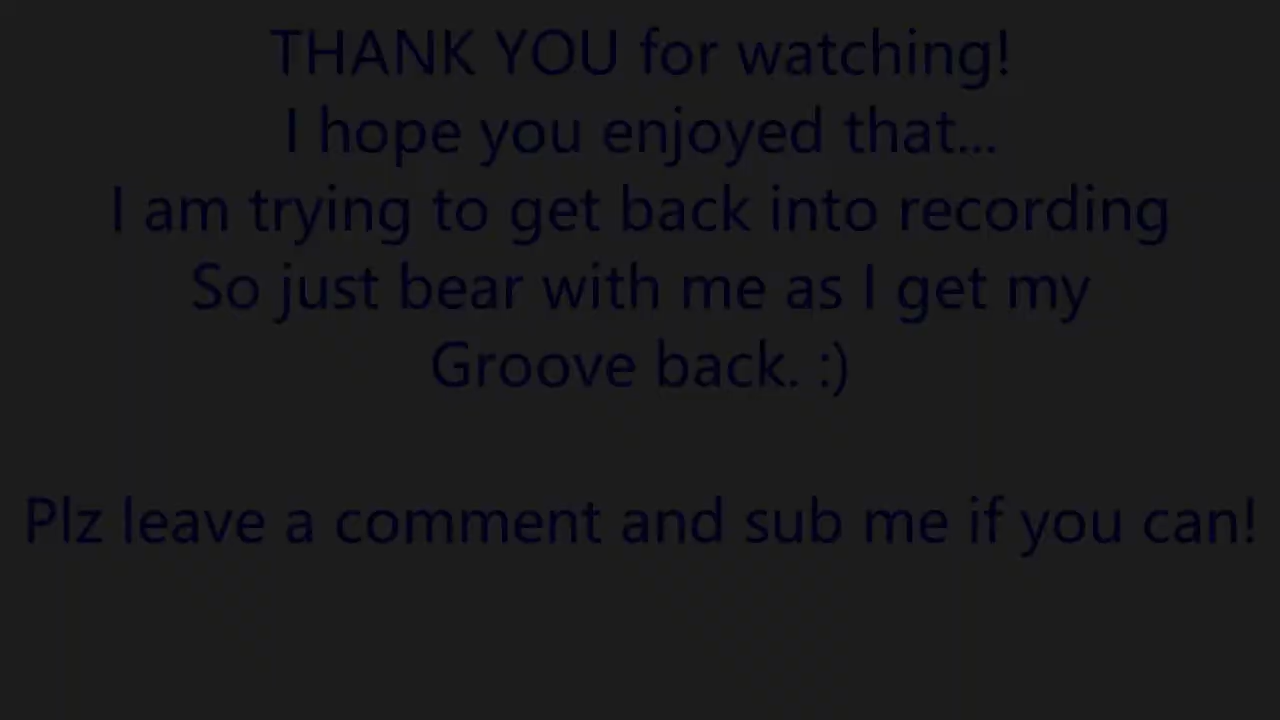 THANK YOU for watching!
I hope you enjoyed that...
I am trying to get back into recording
So just bear with me as I get my
Groove back. :)
Plz leave a comment and sub me if you can!